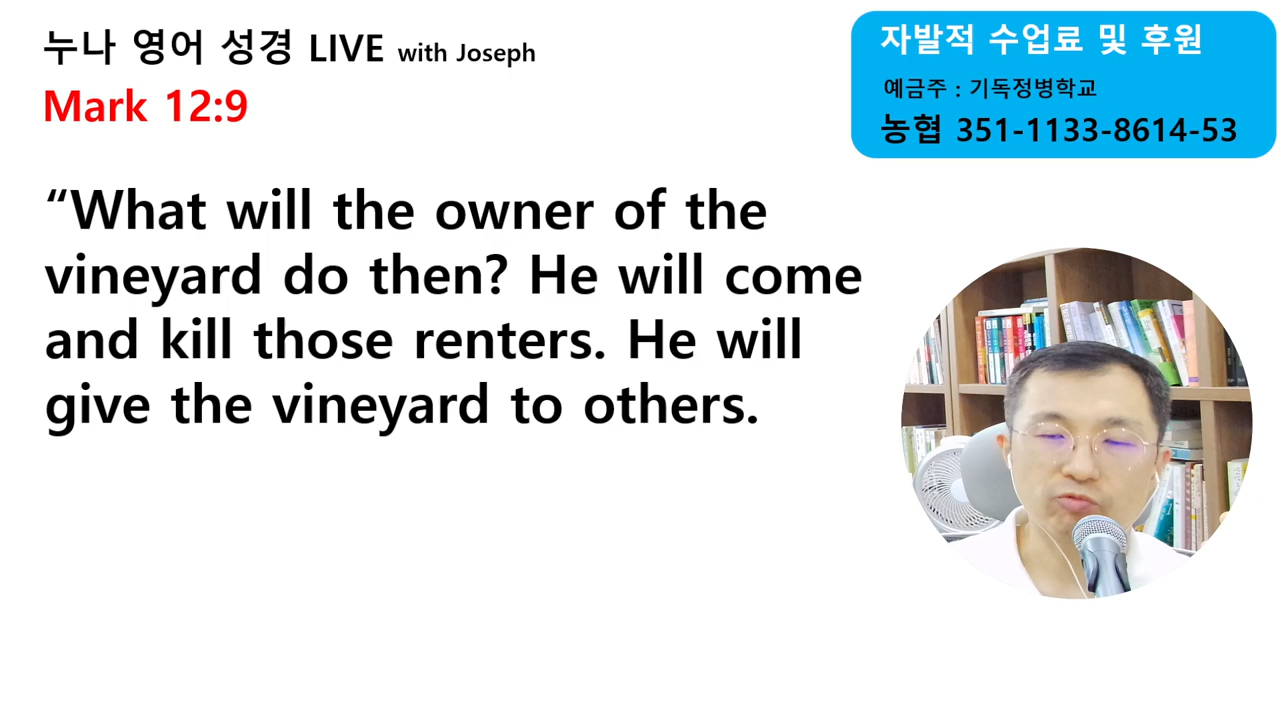 누나 영어 성경 LIVE with Joseph
Mark 12:9
자발적 수업료 및 후원
예금주 : 기독정병학교
농협 351-1133-8614-53
“What will the owner of the
vineyard do then? He will come
and kill those renters. He will
give the vineyard to others.